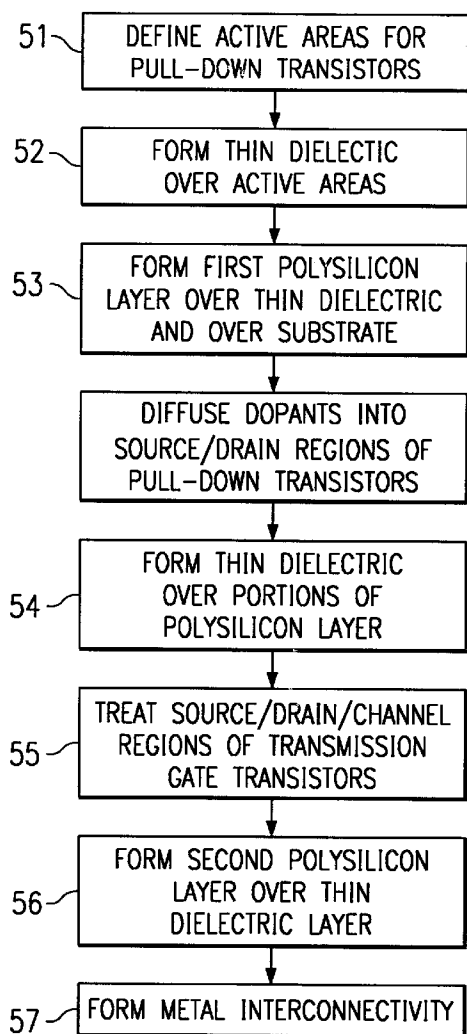 51
DEFINE ACTIVE AREAS FOR
PULL-DOWN TRANSISTORS
52
FORM THIN DIELECTIC
OVER ACTIVE AREAS
53
FORM FIRST POLYSILICON
LAYER OVER THIN DIELECTRIC
AND OVER SUBSTRATE
DIFFUSE DOPANTS INTO
SOURCE/DRAIN REGIONS OF
PULL-DOWN TRANSISTORS
54
FORM THIN DIELECTRIC
OVER PORTIONS OF
POLYSILICON LAYER
55
TREAT SOURCE/DRAIN/CHANNEL
REGIONS OF TRANSMISSION
GATE TRANSISTORS
56
FORM SECOND POLYSILICON
LAYER OVER THIN
DIELECTRIC LAYER
57
FORM METAL INTERCONNECTIVITY